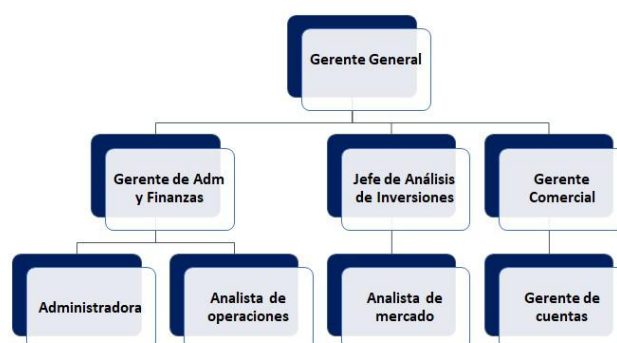 Gerente General
Gerente de Adm
y Finanzas
Jefe de Análisis
de Inversiones
Gerente
Comercial
Administradora
Analista de
operaciones
Analista de
mercado
Gerente de
cuentas